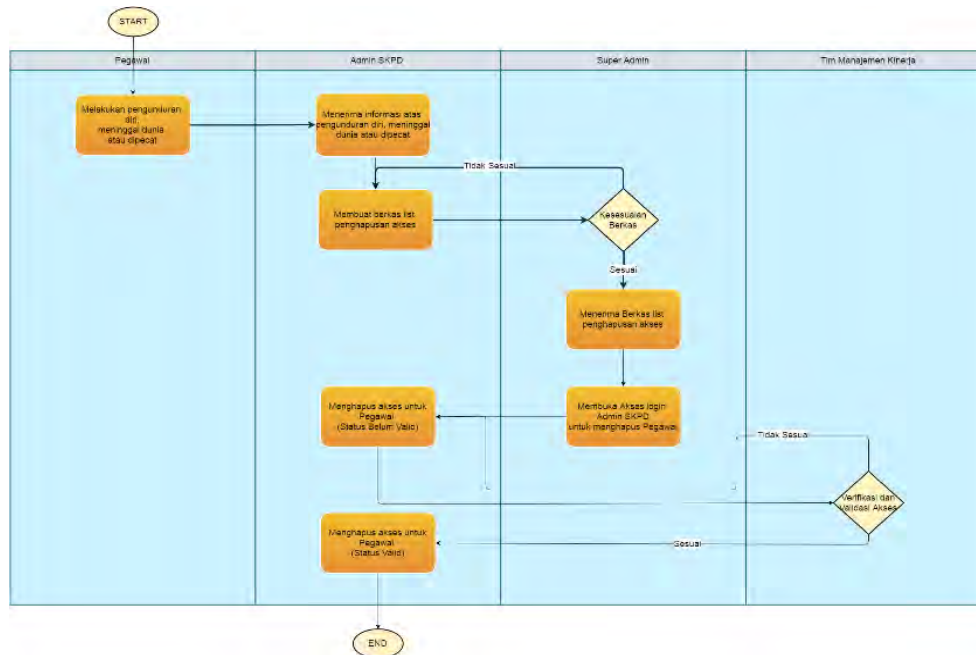 START
Pegawai
Admin SKPD
Super Admin
Tim Manajemen Kinerja
Melakukan pengunduran
diri,
meninggal dunia
atau dipecat
Menerima informasi atas
pengunduran diri, meninggal
dunia atau dipecat
Tidak Sesuai
Membuat berkas list
penghapusan akses
Kesesuaian
Berkas
Sesuai
Menerima Berkas list
penghapusan akses
Menghapus akses untuk
Pegawai
(Status Belum Valid)
Membuka Akses login
Admin SKPD
untuk manghapus Pegawai
Tidak Sesuai
Verifikasi dan
validasi Akses
Menghapus akses untuk
Pegawai
(Status Valid)
Sesuai
END